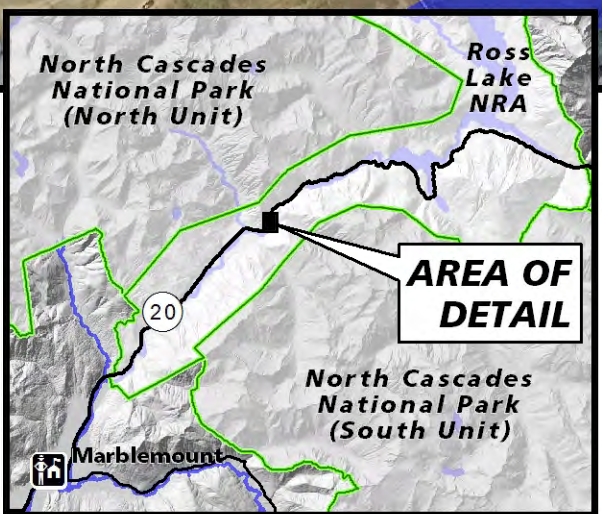 North Cascades
National Park
(North Unit)
Ross
Lake
NRA
AREA OF
DETAIL
20
North Cascades
National Park
(South Unit)
Marblemount